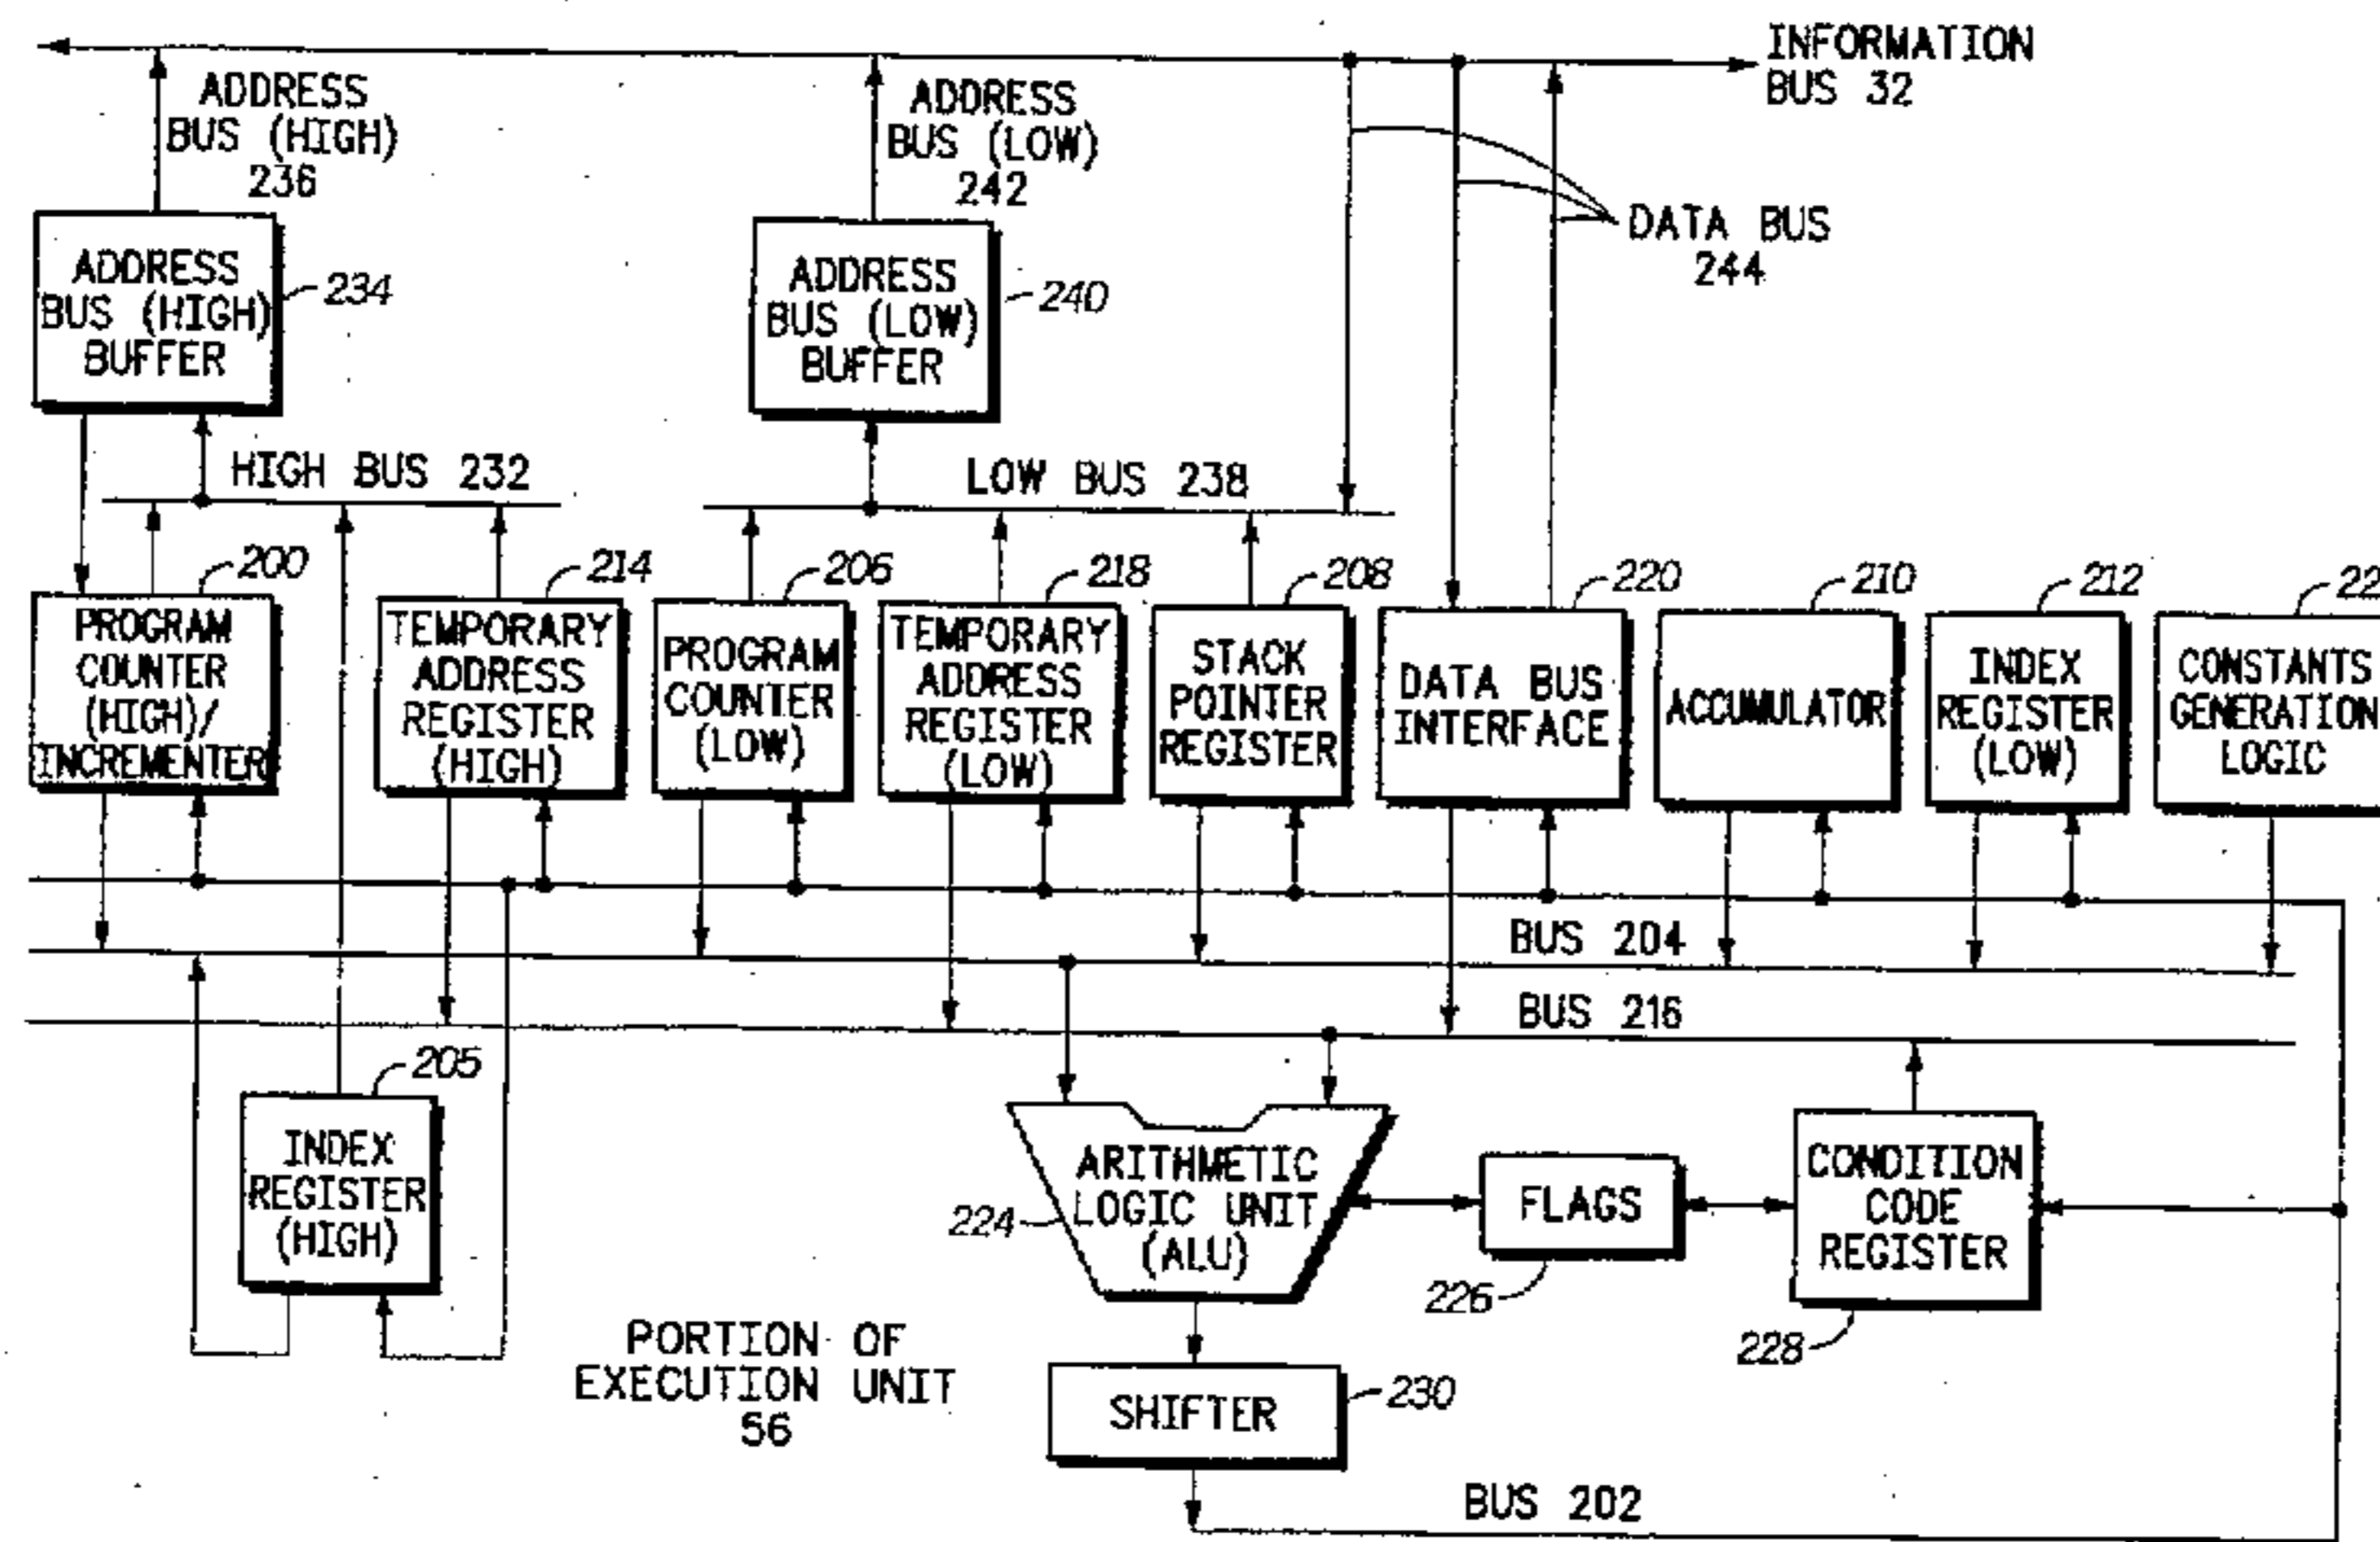 INFORMATION
BUS 32
ADDRESS
BUS (HIGH)
236
ADDRESS
BUS (LOW)
242
DATA BUS
244
ADDRESS
BUS (HIGH)
BUFFER
234
ADDRESS
BUS (LOW)
BUFFER
240
HIGH BUS 232
LOW BUS 238
200
214
206
218
208
220
210
212
PROGRAM
COUNTER
(HIGH)/
INCREMENTER
TEMPORARY
ADDRESS
REGISTER
(HIGH)
PROGRAM
COUNTER
(LOW)
TEMPORARY
ADDRESS
REGISTER
(LOW)
STACK
POINTER
REGISTER
DATA BUS
INTERFACE
ACCUMULATOR
INDEX
REGISTER
(LOW)
CONSTANTS
GENERATION
LOGIC
BUS 204
BUS 216
205
INDEX
REGISTER
(HIGH)
ARITHMETIC
LOGIC UNIT
(ALU)
224
FLAGS
226
CONDITION
CODE
REGISTER
228
PORTION OF
EXECUTION UNIT
56
SHIFTER
230
BUS 202